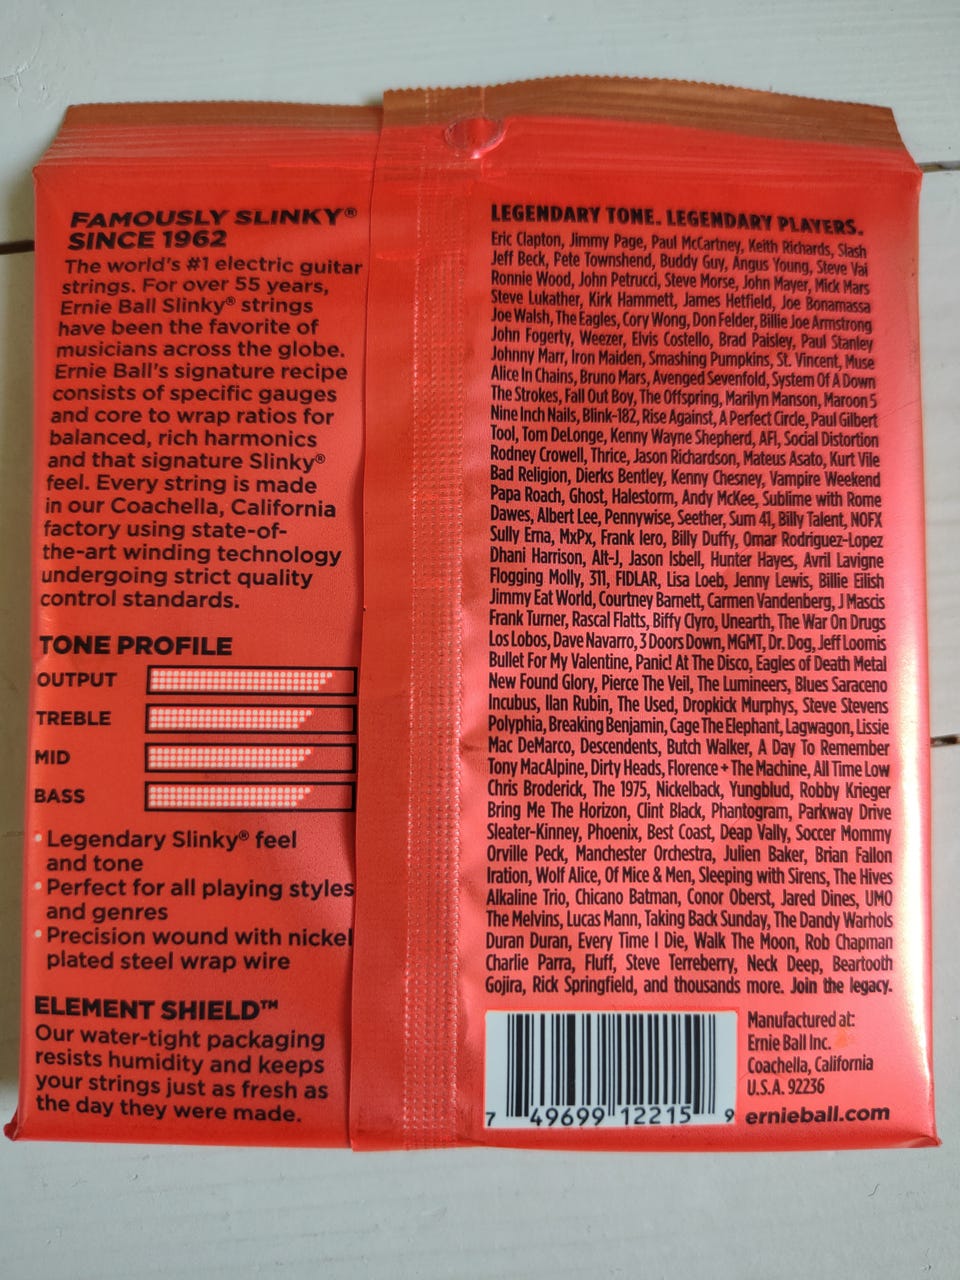 FAMOUSLY SLINKY®
SINCE 1962
The world's #1 electric guitar
strings. For over 55 years,
Ernie Ball Slinky® strings
have been the favorite of
musicians across the globe.
Ernie Ball's signature recipe
consists of specific gauges
and core to wrap ratios for
balanced, rich harmonics
and that signature Slinky®
feel. Every string is made
in our Coachella, California
factory using state-of-
the-art winding technology
undergoing strict quality
control standards.
TONE PROFILE
OUTPUT
TREBLE
MID
BASS
• Legendary Slinky® feel
and tone
• Perfect for all playing styles
and genres
• Precision wound with nickel
plated steel wrap wire
ELEMENT SHIELD™
Our water-tight packaging
resists humidity and keeps
your strings just as fresh as
the day they were made.
LEGENDARY TONE. LEGENDARY PLAYERS.
Eric Clapton, Jimmy Page, Paul McCartney, Keith Richards, Slash
Jeff Beck, Pete Townshend, Buddy Guy, Angus Young, Steve Vai
Ronnie Wood, John Petrucci, Steve Morse, John Mayer, Mick Mars
Steve Lukather, Kirk Hammett, James Hetfield, Joe Bonamassa
Joe Walsh, The Eagles, Cory Wong, Don Felder, Billie Joe Armstrong
John Fogerty, Weezer, Elvis Costello, Brad Paisley, Paul Stanley
Johnny Marr, Iron Maiden, Smashing Pumpkins, St. Vincent, Muse
Alice In Chains, Bruno Mars, Avenged Sevenfold, System Of A Down
The Strokes, Fall Out Boy, The Offspring, Marilyn Manson, Maroon 5
Nine Inch Nails, Blink-182, Rise Against, A Perfect Circle, Paul Gilbert
Tool, Tom DeLonge, Kenny Wayne Shepherd, AFI, Social Distortion
Rodney Crowell, Thrice, Jason Richardson, Mateus Asato, Kurt Vile
Bad Religion, Dierks Bentley, Kenny Chesney, Vampire Weekend
Papa Roach, Ghost, Halestorm, Andy McKee, Sublime with Rome
Dawes, Albert Lee, Pennywise, Seether, Sum 41, Billy Talent, NOFX
Sully Erna, MxPx, Frank Iero, Billy Duffy, Omar Rodriguez-Lopez
Dhani Harrison, Alt-J, Jason Isbell, Hunter Hayes, Avril Lavigne
Flogging Molly, 311, FIDLAR, Lisa Loeb, Jenny Lewis, Billie Eilish
Jimmy Eat World, Courtney Barnett, Carmen Vandenberg, J Mascis
Frank Turner, Rascal Flatts, Biffy Clyro, Unearth, The War On Drugs
Los Lobos, Dave Navarro, 3 Doors Down, MGMT, Dr. Dog, Jeff Loomis
Bullet For My Valentine, Panic! At The Disco, Eagles of Death Metal
New Found Glory, Pierce The Veil, The Lumineers, Blues Saraceno
Incubus, Ilan Rubin, The Used, Dropkick Murphys, Steve Stevens
Polyphia, Breaking Benjamin, Cage The Elephant, Lagwagon, Lissie
Mac DeMarco, Descendents, Butch Walker, A Day To Remember
Tony MacAlpine, Dirty Heads, Florence + The Machine, All Time Low
Chris Broderick, The 1975, Nickelback, Yungblud, Robby Krieger
Bring Me The Horizon, Clint Black, Phantogram, Parkway Drive
Sleater-Kinney, Phoenix, Best Coast, Deap Vally, Soccer Mommy
Orville Peck, Manchester Orchestra, Julien Baker, Brian Fallon
Iration, Wolf Alice, Of Mice & Men, Sleeping with Sirens, The Hives
Alkaline Trio, Chicano Batman, Conor Oberst, Jared Dines, UMO
The Melvins, Lucas Mann, Taking Back Sunday, The Dandy Warhols
Duran Duran, Every Time I Die, Walk The Moon, Rob Chapman
Charlie Parra, Fluff, Steve Terreberry, Neck Deep, Beartooth
Gojira, Rick Springfield, and thousands more. Join the legacy.
7 49699 12215 9
Manufactured at:
Ernie Ball Inc.
Coachella, California
U.S.A. 92236
ernieball.com